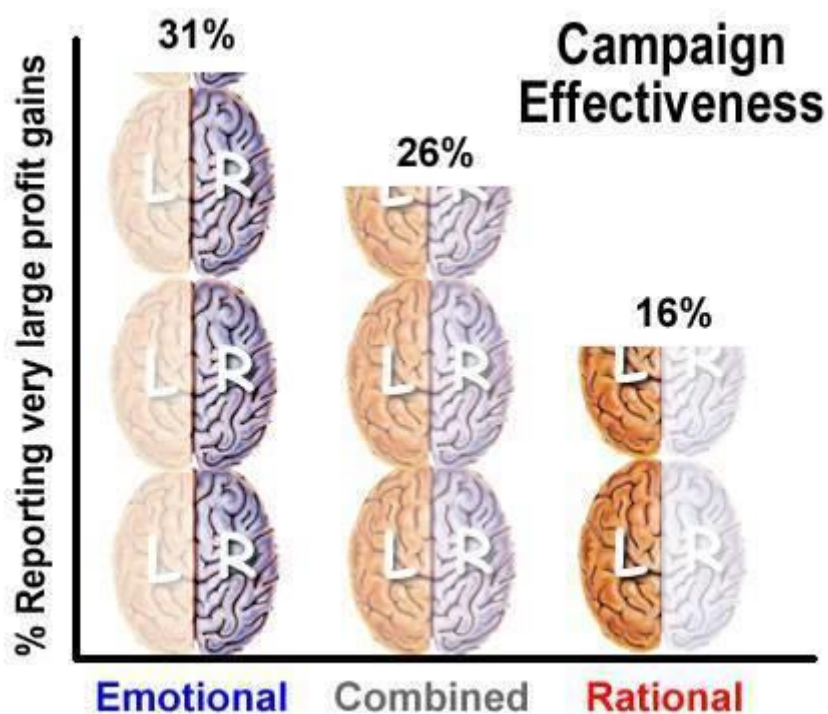 Campaign
Effectiveness
% Reporting very large profit gains
31%
26%
16%
L R
L R
L R
L R
L R
L R
L R
L R
Emotional
Combined
Rational